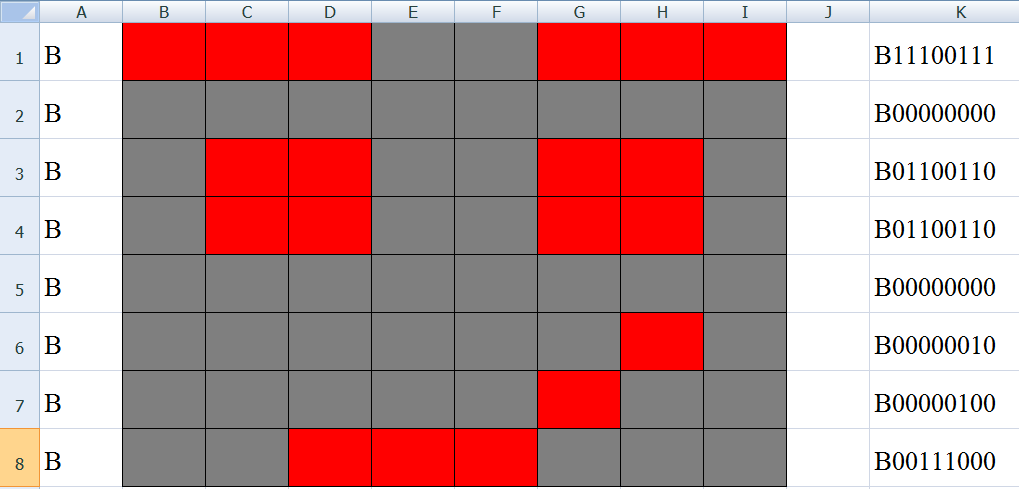 A B C D E F G H I J K
1 B B11100111
2 B B00000000
3 B B01100110
4 B B01100110
5 B B00000000
6 B B00000010
7 B B00000100
8 B B00111000